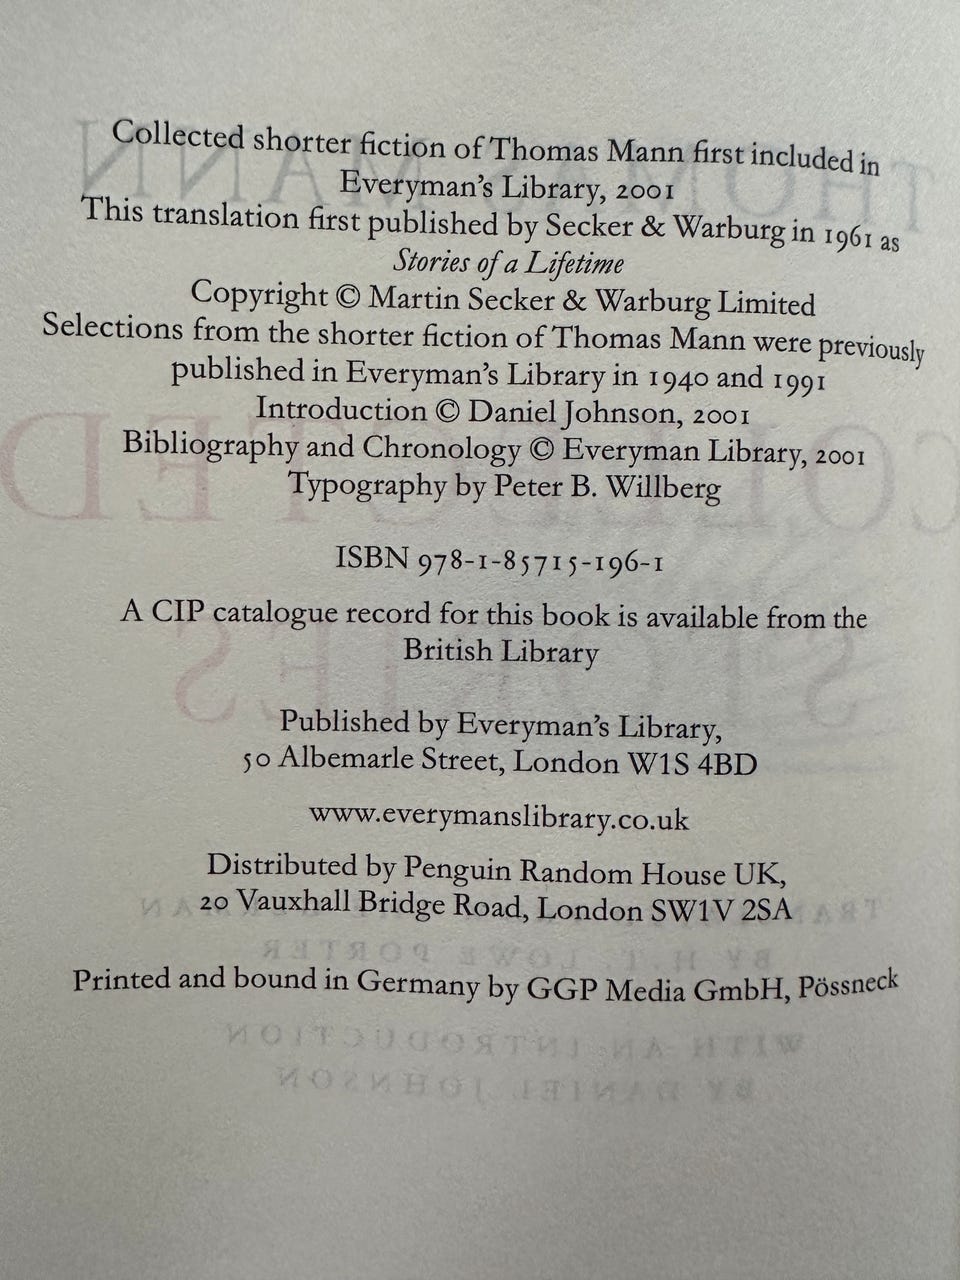 Collected shorter fiction of Thomas Mann first included in
Everyman's Library, 2001
This translation first published by Secker & Warburg in 1961 as
Stories of a Lifetime
Copyright © Martin Secker & Warburg Limited
Selections from the shorter fiction of Thomas Mann were previously
published in Everyman's Library in 1940 and 1991
Introduction © Daniel Johnson, 2001
Bibliography and Chronology © Everyman Library, 2001
Typography by Peter B. Willberg
ISBN 978-1-85715-196-1
A CIP catalogue record for this book is available from the
British Library
Published by Everyman's Library,
50 Albemarle Street, London W1S 4BD
www.everymanslibrary.co.uk
Distributed by Penguin Random House UK,
20 Vauxhall Bridge Road, London SW1V 2SA
Printed and bound in Germany by GGP Media GmbH, Pössneck